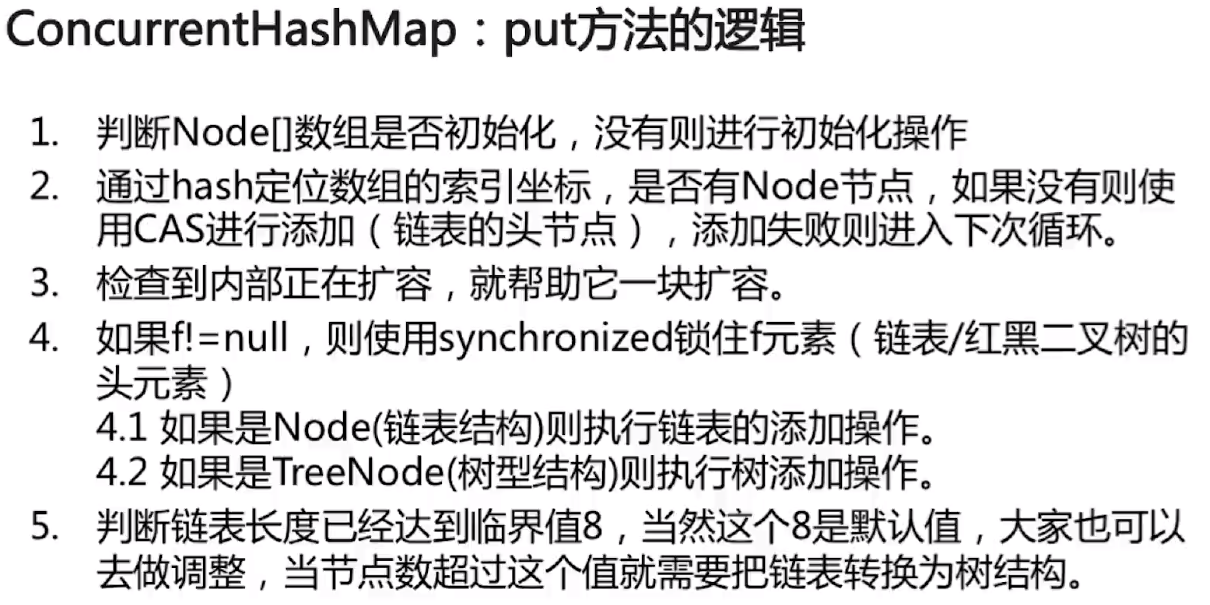 ConcurrentHashMap：put方法的逻辑
1. 判断Node[]数组是否初始化，没有则进行初始化操作
2. 通过hash定位数组的索引坐标，是否有Node节点，如果没有则使
用CAS进行添加（链表的头节点），添加失败则进入下次循环。
3. 检查到内部正在扩容，就帮助它一块扩容。
4. 如果f!=null，则使用synchronized锁住f元素（链表/红黑二叉树的
头元素）
4.1 如果是Node(链表结构)则执行链表的添加操作。
4.2 如果是TreeNode(树型结构)则执行树添加操作。
5. 判断链表长度已经达到临界值8，当然这个8是默认值，大家也可以
去做调整，当节点数超过这个值就需要把链表转换为树结构。